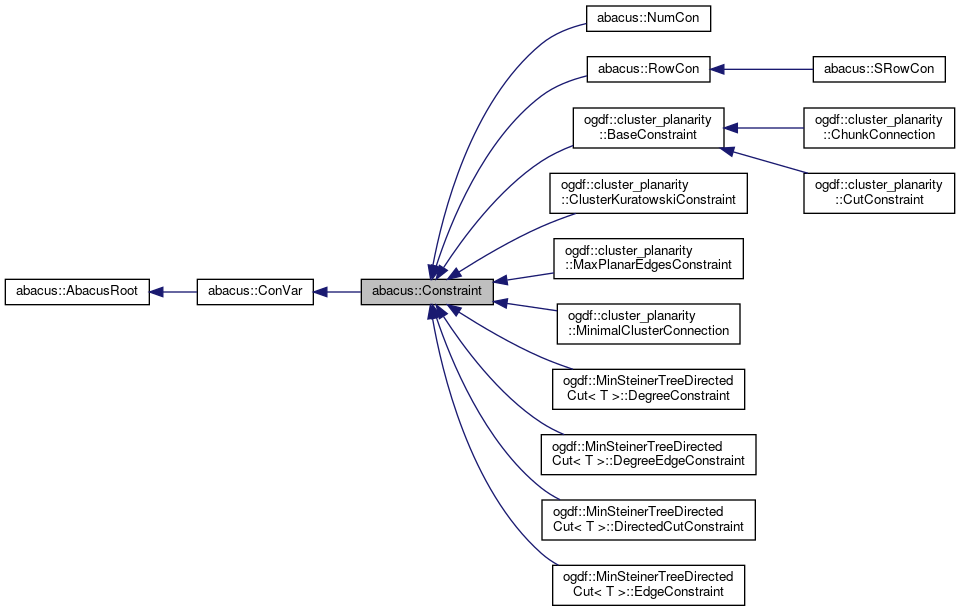 abacus::NumCon
abacus::RowCon
abacus::SRowCon
ogdf::cluster_planarity
::BaseConstraint
ogdf::cluster_planarity
::ChunkConnection
ogdf::cluster_planarity
::CutConstraint
ogdf::cluster_planarity
::ClusterKuratowskiConstraint
ogdf::cluster_planarity
::MaxPlanarEdgesConstraint
abacus::AbacusRoot
abacus::ConVar
abacus::Constraint
ogdf::cluster_planarity
::MinimalClusterConnection
ogdf::MinSteinerTreeDirected
Cut< T >::DegreeConstraint
ogdf::MinSteinerTreeDirected
Cut< T >::DegreeEdgeConstraint
ogdf::MinSteinerTreeDirected
Cut< T >::DirectedCutConstraint
ogdf::MinSteinerTreeDirected
Cut< T >::EdgeConstraint